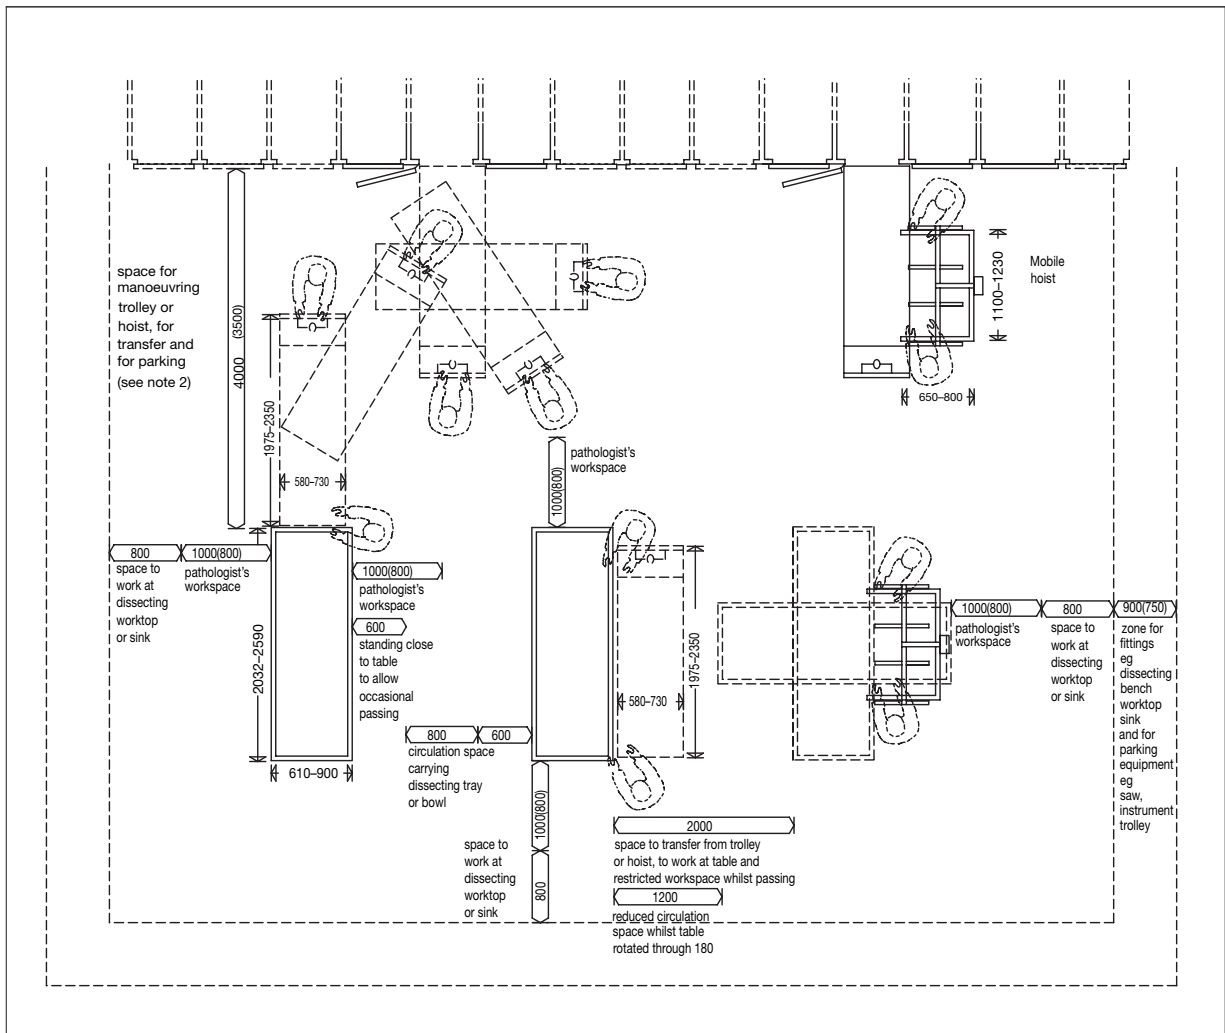 space for
manoeuvring
trolley or
hoist, for
transfer and
for parking
(see note 2)
4000 (3500)
1975–2350
580–730
1100–1230
Mobile
hoist
650–800
1000(800)
pathologist's
workspace
800
space to
work at
dissecting
worktop
or sink
1000(800)
pathologist's
workspace
2032–2590
610–900
1000(800)
pathologist's
workspace
600
standing close
to table
to allow
occasional
passing
800
600
circulation space
carrying
dissecting tray
or bowl
580–730
1975–2350
1000(800)
pathologist's
workspace
800
space to
work at
dissecting
worktop
or sink
900(750)
zone for
fittings
eg
dissecting
bench
worktop
sink
and for
parking
equipment
eg
saw,
instrument
trolley
1000(800)
800
space to
work at
dissecting
worktop
or sink
2000
space to transfer from trolley
or hoist, to work at table and
restricted workspace whilst passing
1200
reduced circulation
space whilst table
rotated through 180